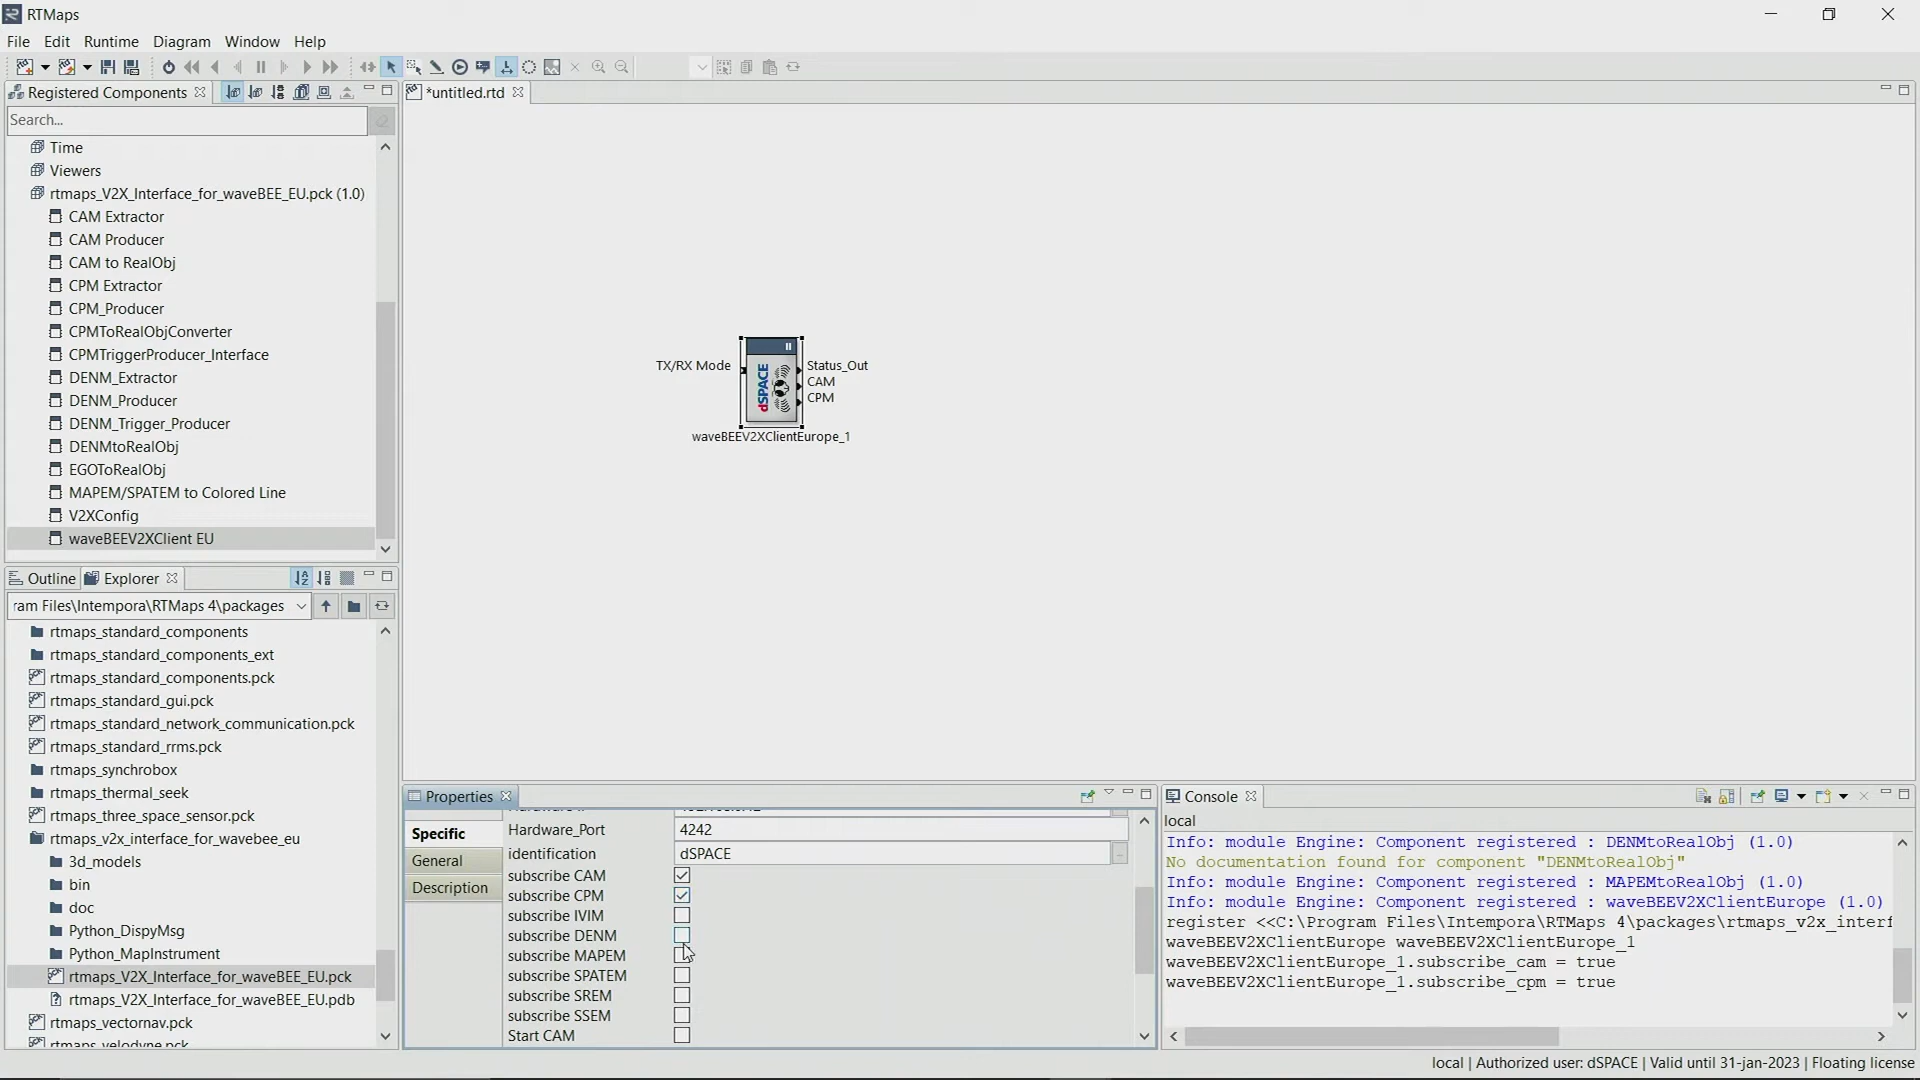 RTMaps
File Edit Runtime Diagram Window Help
Registered Components
*untitled.rtd
Search...
Time
Viewers
rtmaps_V2X_Interface_for_waveBEE_EU.pck (1.0)
CAM Extractor
CAM Producer
CAM to RealObj
CPM Extractor
CPM_Producer
CPMToRealObjConverter
CPMTriggerProducer_Interface
DENM_Extractor
DENM_Producer
DENM_Trigger_Producer
DENMtoRealObj
EGOToRealObj
MAPEM/SPATEM to Colored Line
V2XConfig
waveBEEV2XClient EU
TX/RX Mode
dSPACE
Status_Out
CAM
CPM
waveBEEV2XClientEurope_1
Outline Explorer
ram Files\Intempora\RTMaps 4\packages
rtmaps_standard_components
rtmaps_standard_components_ext
rtmaps_standard_components.pck
rtmaps_standard_gui.pck
rtmaps_standard_network_communication.pck
rtmaps_standard_rrms.pck
rtmaps_synchrobox
rtmaps_thermal_seek
rtmaps_three_space_sensor.pck
rtmaps_v2x_interface_for_wavebee_eu
3d_models
bin
doc
Python_DispyMsg
Python_MapInstrument
rtmaps_V2X_Interface_for_waveBEE_EU.pck
rtmaps_V2X_Interface_for_waveBEE_EU.pdb
rtmaps_vectornav.pck
rtmaps_velodyne.pck
Properties
Specific
General
Description
Hardware_Port 4242
identification dSPACE
subscribe CAM
subscribe CPM
subscribe IVIM
subscribe DENM
subscribe MAPEM
subscribe SPATEM
subscribe SREM
subscribe SSEM
Start CAM
Console
local
Info: module Engine: Component registered : DENMtoRealObj (1.0)
No documentation found for component "DENMtoRealObj"
Info: module Engine: Component registered : MAPEMtoRealObj (1.0)
Info: module Engine: Component registered : waveBEEV2XClientEurope (1.0)
register <<C:\Program Files\Intempora\RTMaps 4\packages\rtmaps_v2x_interf
waveBEEV2XClientEurope waveBEEV2XClientEurope_1
waveBEEV2XClientEurope_1.subscribe_cam = true
waveBEEV2XClientEurope_1.subscribe_cpm = true
local | Authorized user: dSPACE | Valid until 31-jan-2023 | Floating license